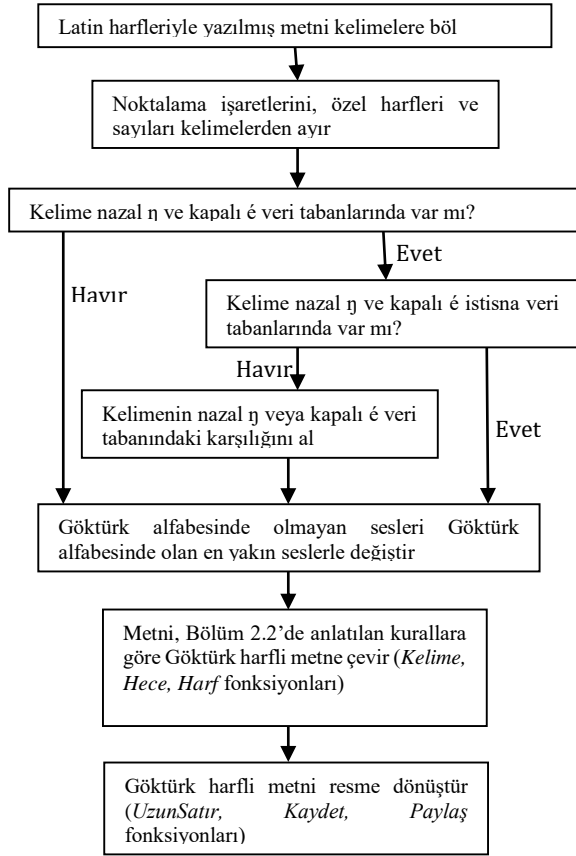 Latin harfleriyle yazılmış metni kelimelere böl
Noktalama işaretlerini, özel harfleri ve
sayıları kelimelerden ayır
Kelime nazal ŋ ve kapalı é veri tabanlarında var mı?
Evet
Hayır
Kelime nazal ŋ ve kapalı é istisna veri
tabanlarında var mı?
Hayır
Kelimenin nazal ŋ veya kapalı é veri
tabanındaki karşılığını al
Evet
Göktürk alfabesinde olmayan sesleri Göktürk
alfabesinde olan en yakın seslerle değiştir
Metni, Bölüm 2.2’de anlatılan kurallara
göre Göktürk harfli metne çevir (Kelime,
Hece, Harf fonksiyonları)
Göktürk harfli metni resme dönüştür
(UzunSatır, Kaydet, Paylaş
fonksiyonları)